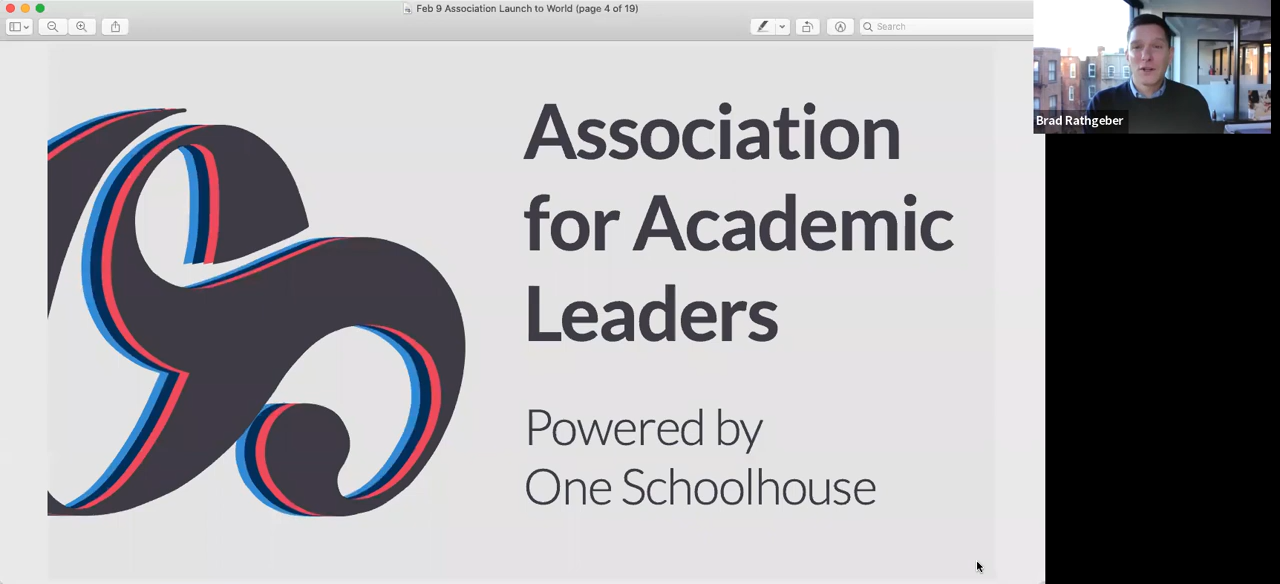 Feb 9 Association Launch to World (page 4 of 19)
Search
Brad Rathgeber
Association
for Academic
Leaders
Powered by
One Schoolhouse